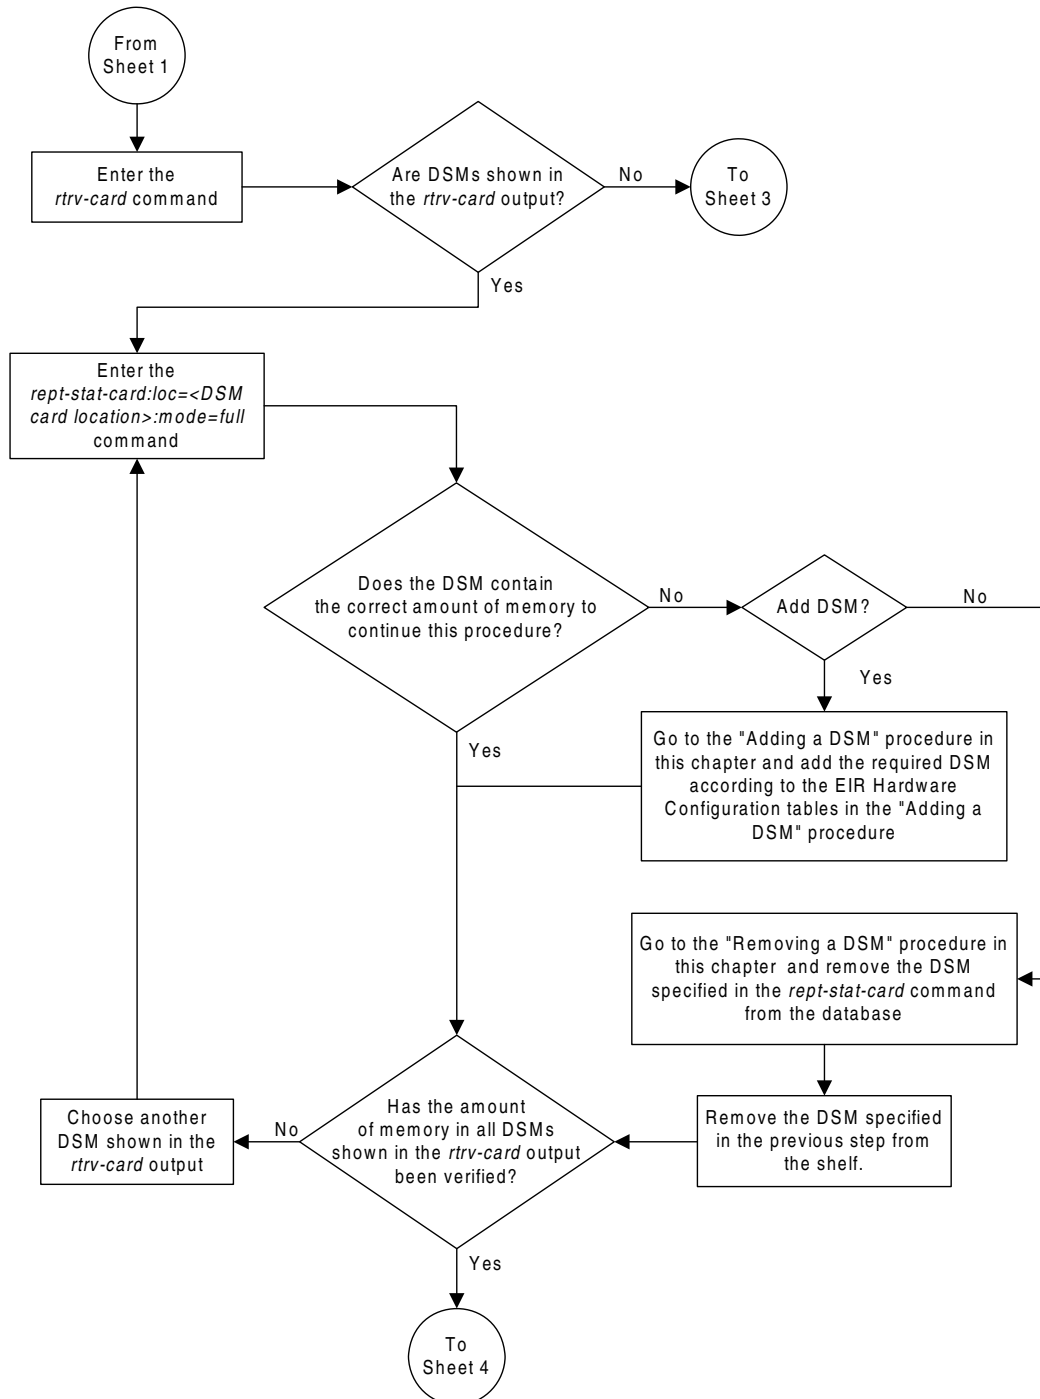 From
Sheet 1
Enter the
rtrv-card command
Are DSMs shown in
the rtrv-card output?
No
To
Sheet 3
Yes
Enter the
rept-stat-card:loc=<DSM
card location>:mode=full
command
Does the DSM contain
the correct amount of memory to
continue this procedure?
No
Add DSM?
No
Yes
Yes
Go to the "Adding a DSM" procedure in
this chapter and add the required DSM
according to the EIR Hardware
Configuration tables in the "Adding a
DSM" procedure
Go to the "Removing a DSM" procedure in
this chapter and remove the DSM
specified in the rept-stat-card command
from the database
Remove the DSM specified
in the previous step from
the shelf.
Has the amount
of memory in all DSMs
shown in the rtrv-card output
been verified?
No
Choose another
DSM shown in the
rtrv-card output
Yes
To
Sheet 4